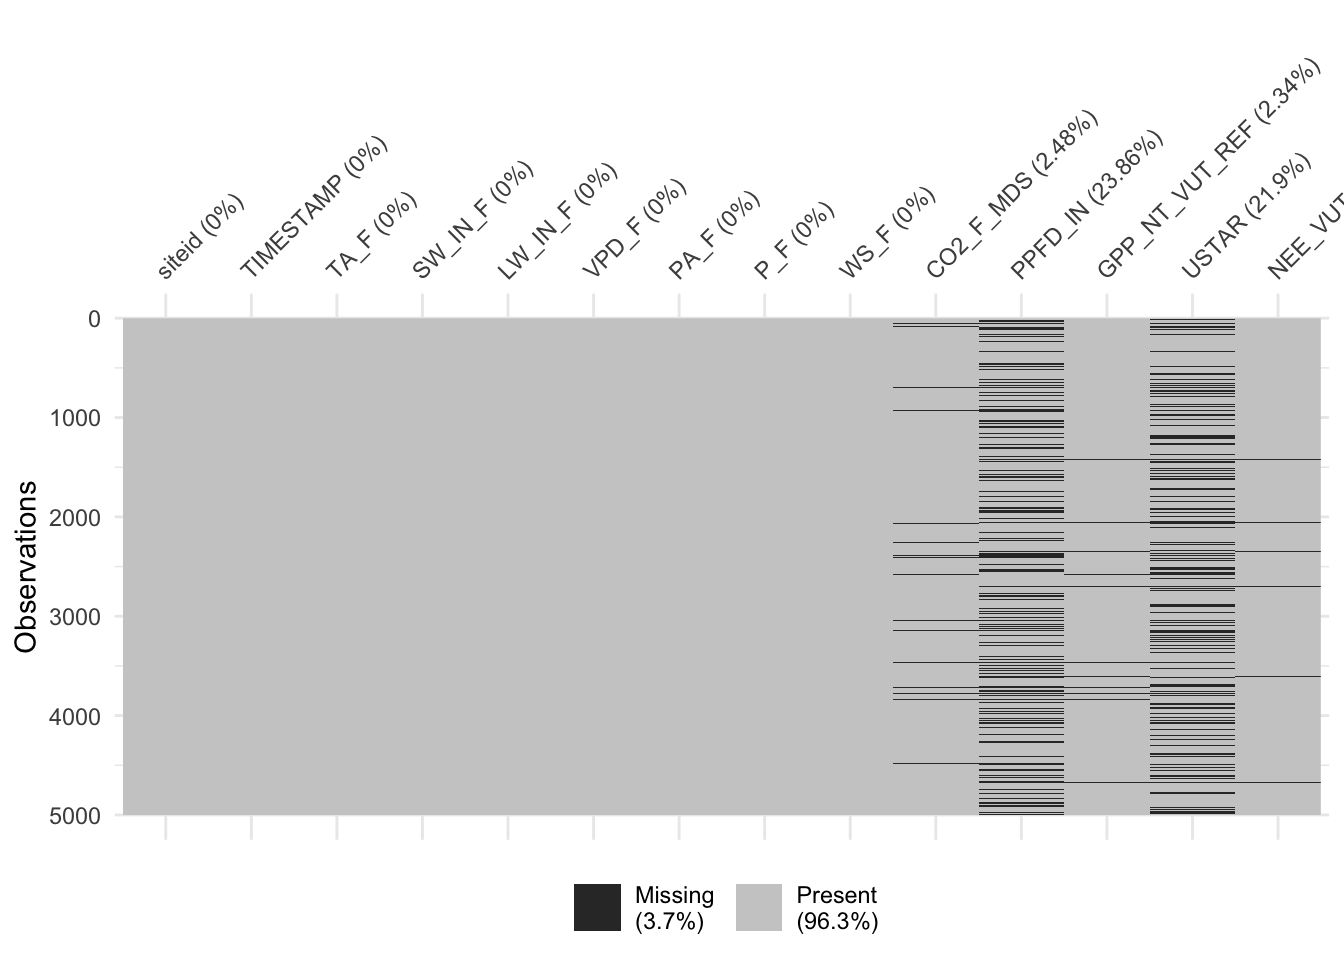 siteid (0%)
TIMESTAMP (0%)
TA_F (0%)
SW_IN_F (0%)
LW_IN_F (0%)
VPD_F (0%)
PA_F (0%)
P_F (0%)
WS_F (0%)
CO2_F_MDS (2.48%)
PPFD_IN (23.86%)
GPP_NT_VUT_REF (2.34%)
USTAR (21.9%)
NEE_VUT
0
1000
2000
3000
4000
5000
Observations
Missing
(3.7%)
Present
(96.3%)